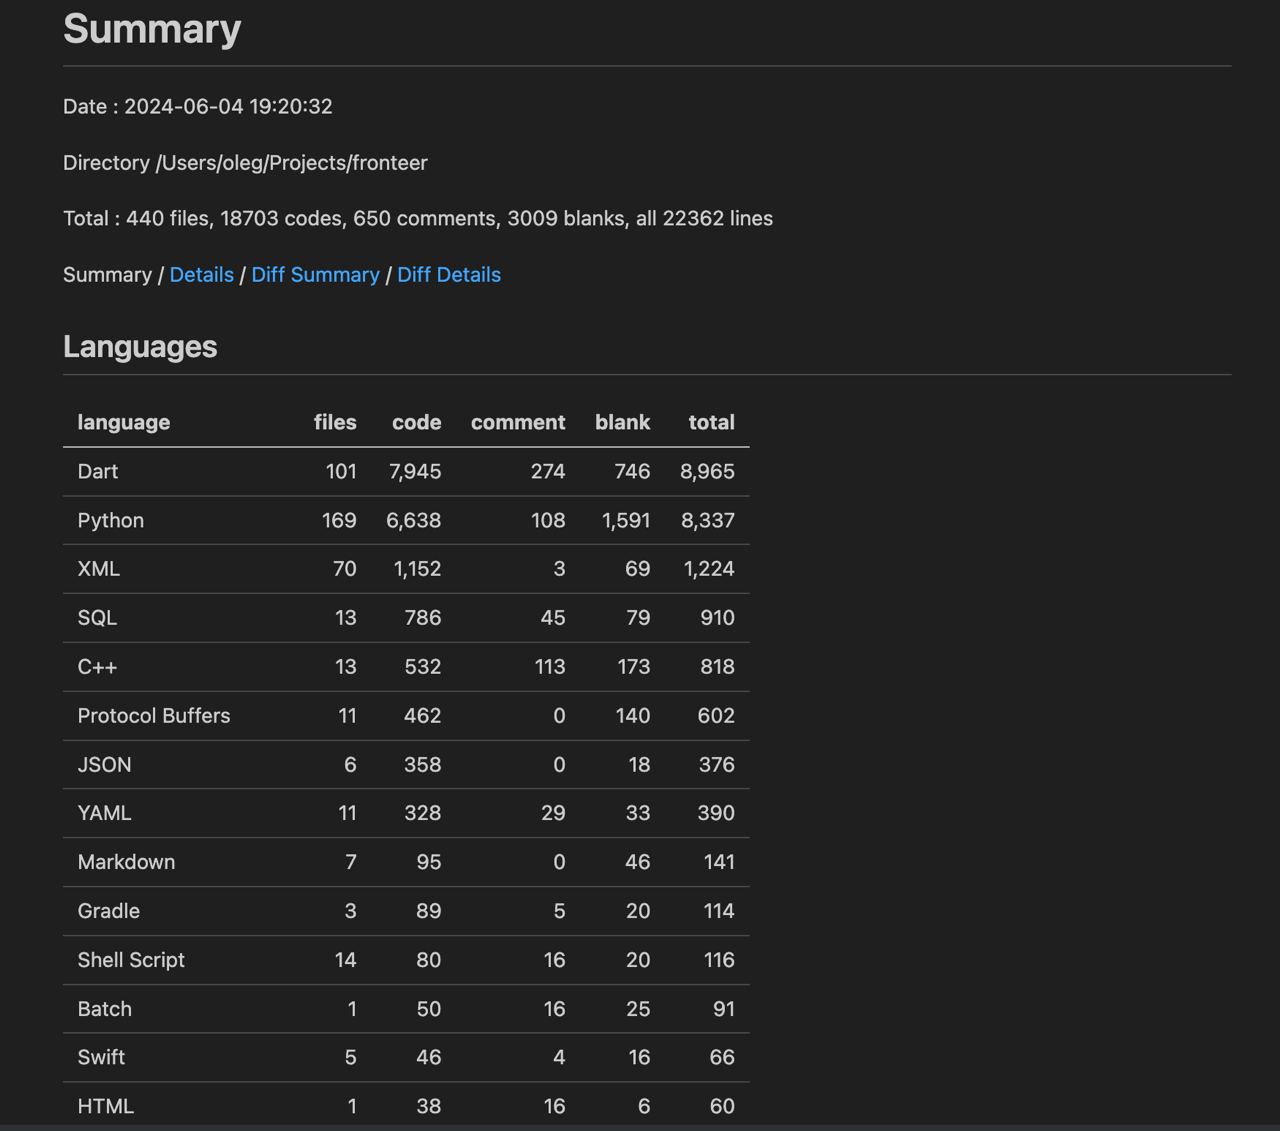 Summary
Date : 2024-06-04 19:20:32
Directory /Users/oleg/Projects/fronteer
Total : 440 files, 18703 codes, 650 comments, 3009 blanks, all 22362 lines
Summary / Details / Diff Summary / Diff Details
Languages
language files code comment blank total
Dart 101 7,945 274 746 8,965
Python 169 6,638 108 1,591 8,337
XML 70 1,152 3 69 1,224
SQL 13 786 45 79 910
C++ 13 532 113 173 818
Protocol Buffers 11 462 0 140 602
JSON 6 358 0 18 376
YAML 11 328 29 33 390
Markdown 7 95 0 46 141
Gradle 3 89 5 20 114
Shell Script 14 80 16 20 116
Batch 1 50 16 25 91
Swift 5 46 4 16 66
HTML 1 38 16 6 60